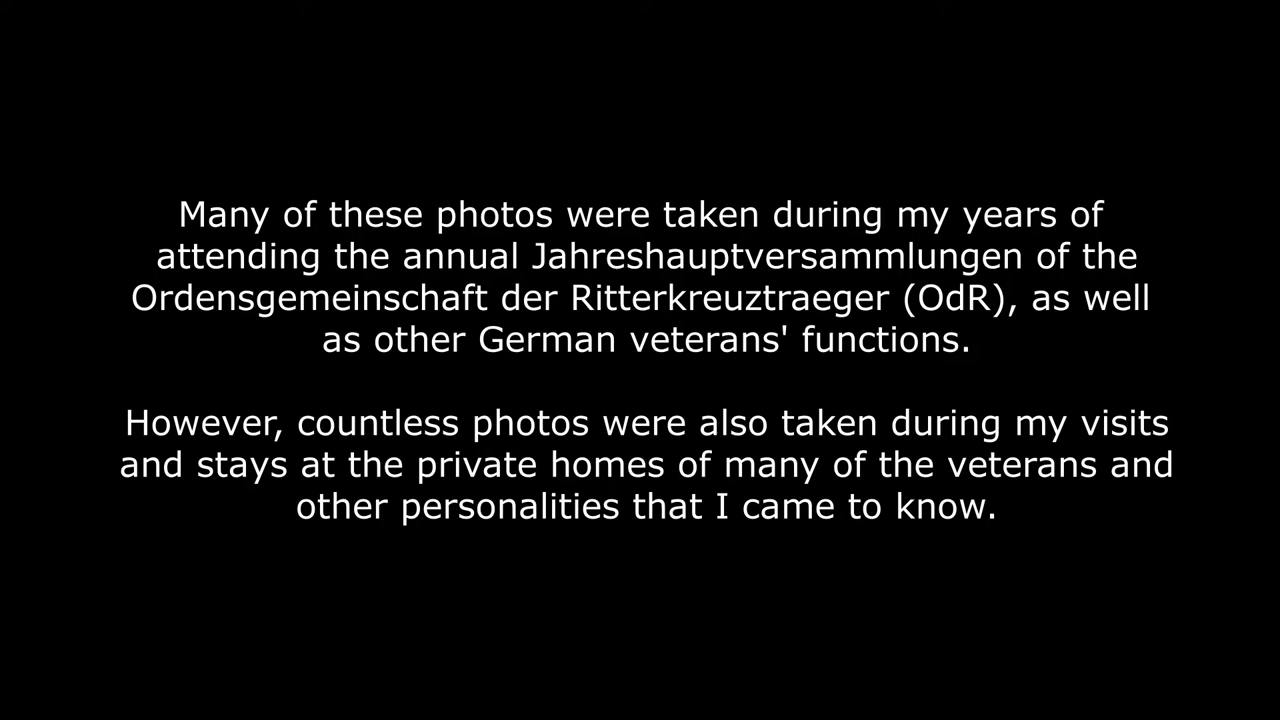 Many of these photos were taken during my years of
attending the annual Jahreshauptversammlungen of the
Ordensgemeinschaft der Ritterkreuztraeger (OdR), as well
as other German veterans' functions.
However, countless photos were also taken during my visits
and stays at the private homes of many of the veterans and
other personalities that I came to know.